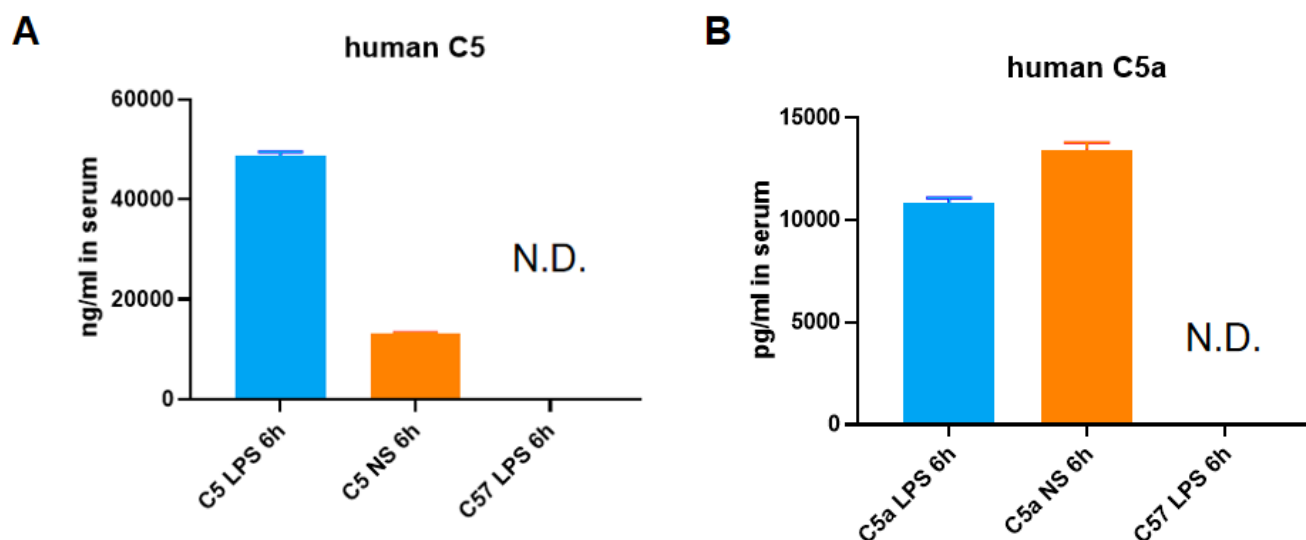 A
human C5
ng/ml in serum
60000
40000
20000
0
N.D.
C5 LPS 6h
C5 NS 6h
C57 LPS 6h
B
human C5a
pg/ml in serum
15000
10000
5000
0
N.D.
C5a LPS 6h
C5a NS 6h
C57 LPS 6h